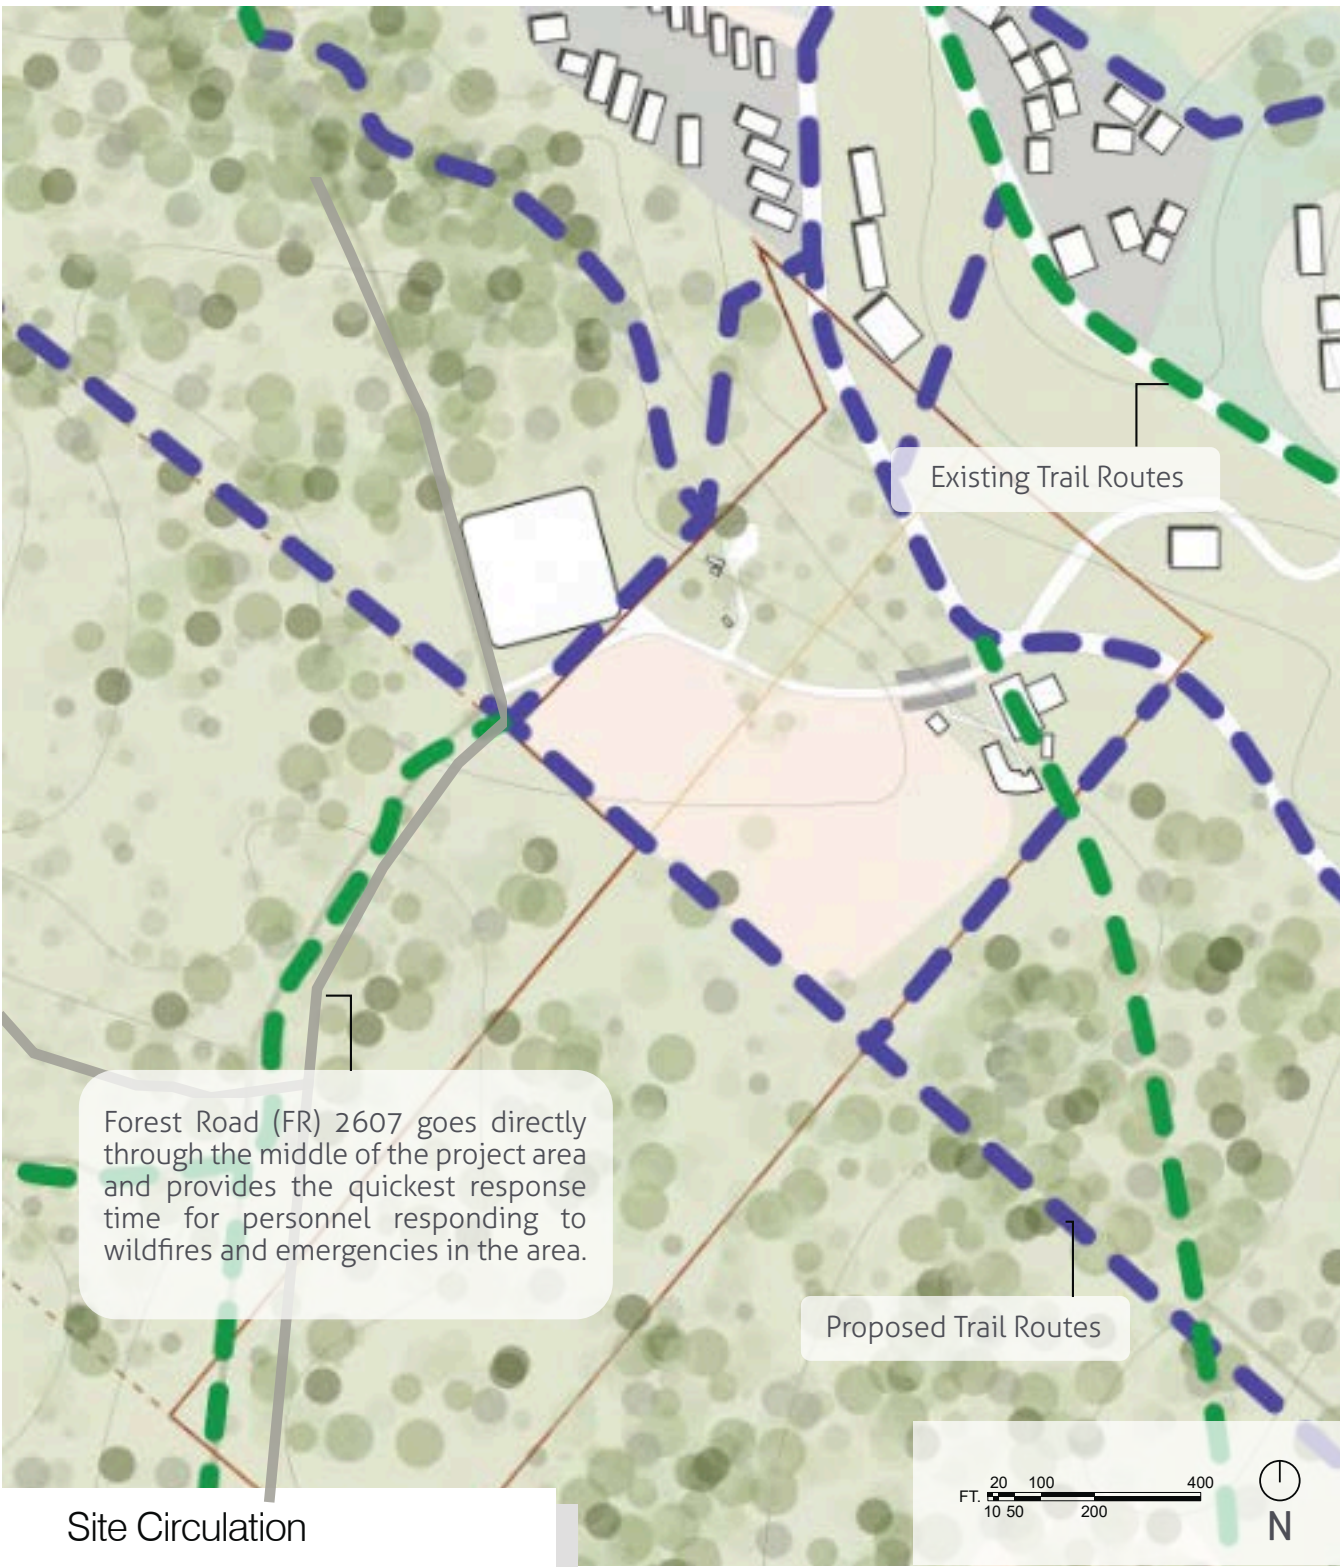 Existing Trail Routes
Forest Road (FR) 2607 goes directly
through the middle of the project area
and provides the quickest response
time for personnel responding to
wildfires and emergencies in the area.
Proposed Trail Routes
20 100 400
FT.
10 50 200
N
Site Circulation